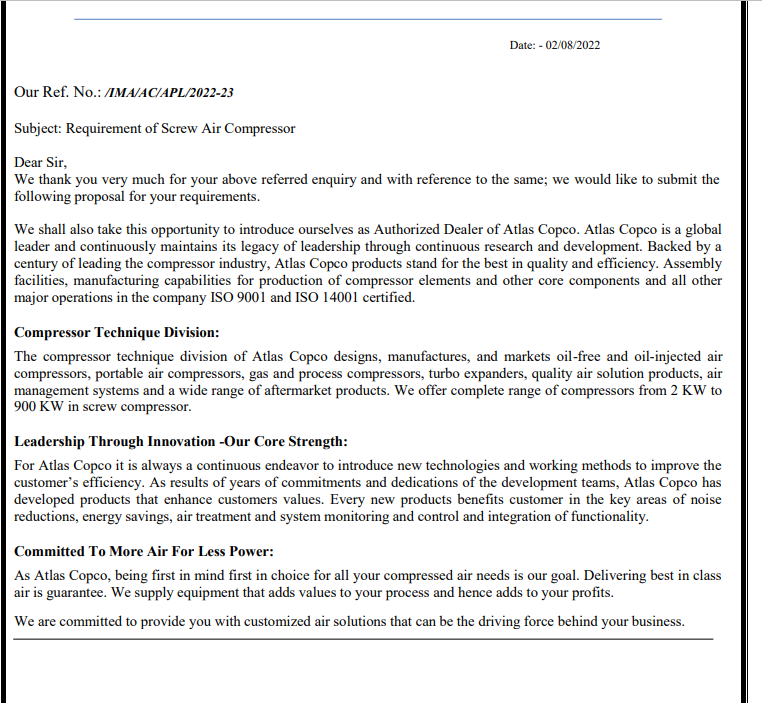 Date: - 02/08/2022
Our Ref. No.: /IMA/AC/APL/2022-23
Subject: Requirement of Screw Air Compressor
Dear Sir,
We thank you very much for your above referred enquiry and with reference to the same; we would like to submit the
following proposal for your requirements.
We shall also take this opportunity to introduce ourselves as Authorized Dealer of Atlas Copco. Atlas Copco is a global
leader and continuously maintains its legacy of leadership through continuous research and development. Backed by a
century of leading the compressor industry, Atlas Copco products stand for the best in quality and efficiency. Assembly
facilities, manufacturing capabilities for production of compressor elements and other core components and all other
major operations in the company ISO 9001 and ISO 14001 certified.
Compressor Technique Division:
The compressor technique division of Atlas Copco designs, manufactures, and markets oil-free and oil-injected air
compressors, portable air compressors, gas and process compressors, turbo expanders, quality air solution products, air
management systems and a wide range of aftermarket products. We offer complete range of compressors from 2 KW to
900 KW in screw compressor.
Leadership Through Innovation -Our Core Strength:
For Atlas Copco it is always a continuous endeavor to introduce new technologies and working methods to improve the
customer’s efficiency. As results of years of commitments and dedications of the development teams, Atlas Copco has
developed products that enhance customers values. Every new products benefits customer in the key areas of noise
reductions, energy savings, air treatment and system monitoring and control and integration of functionality.
Committed To More Air For Less Power:
As Atlas Copco, being first in mind first in choice for all your compressed air needs is our goal. Delivering best in class
air is guarantee. We supply equipment that adds values to your process and hence adds to your profits.
We are committed to provide you with customized air solutions that can be the driving force behind your business.